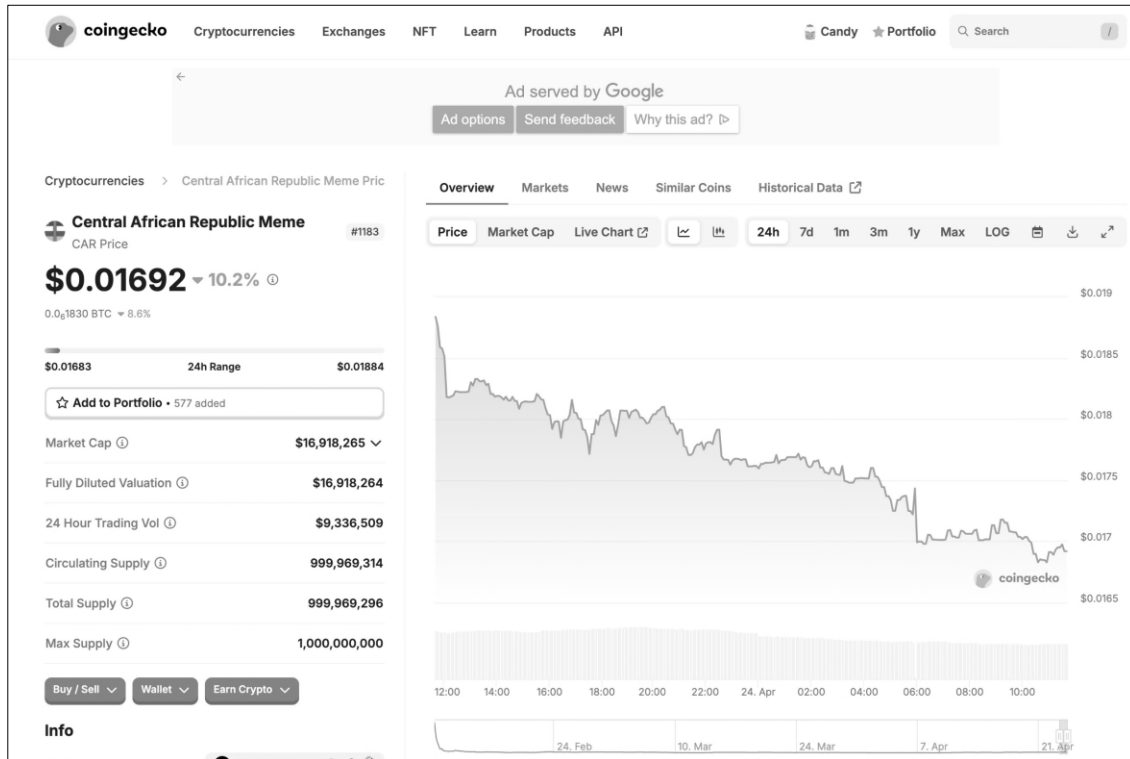 coingecko Cryptocurrencies Exchanges NFT Learn Products API Candy Portfolio Search /
Ad served by Google
Ad options Send feedback Why this ad?
Cryptocurrencies > Central African Republic Meme Pric
Central African Republic Meme #1183
CAR Price
$0.01692 10.2%
0.0₆1830 BTC 8.6%
$0.01683 24h Range $0.01884
Add to Portfolio • 577 added
Market Cap $16,918,265
Fully Diluted Valuation $16,918,264
24 Hour Trading Vol $9,336,509
Circulating Supply 999,969,314
Total Supply 999,969,296
Max Supply 1,000,000,000
Buy / Sell Wallet Earn Crypto
Info
Overview Markets News Similar Coins Historical Data
Price Market Cap Live Chart 24h 7d 1m 3m 1y Max LOG
$0.019
$0.0185
$0.018
$0.0175
$0.017
coingecko
$0.0165
12:00 14:00 16:00 18:00 20:00 22:00 24. Apr 02:00 04:00 06:00 08:00 10:00
24. Feb 10. Mar 24. Mar 7. Apr 21. Apr